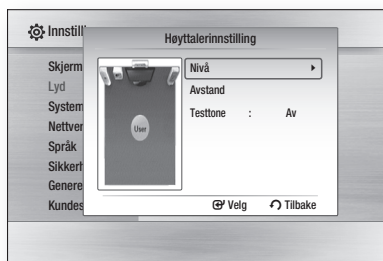 Innstill
Høyttalerinnstilling
Skjerm
Lyd
System
Nettver
Språk
Sikkerh
Genere
Kundes
User
Nivå
Avstand
Testtone : Av
Velg Tilbake